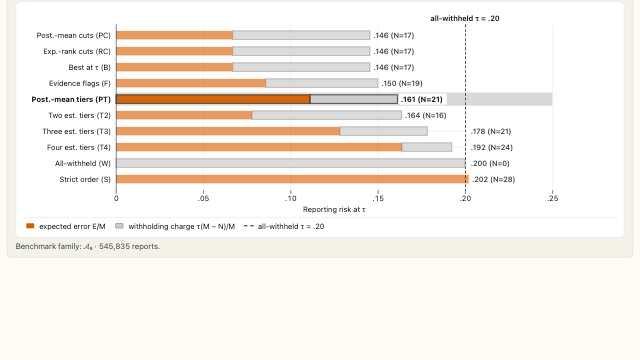 all-withheld τ = .20
Post.-mean cuts (PC) .146 (N=17)
Exp.-rank cuts (RC) .146 (N=17)
Best at τ (B) .146 (N=17)
Evidence flags (F) .150 (N=19)
Post.-mean tiers (PT) .161 (N=21)
Two est. tiers (T2) .164 (N=16)
Three est. tiers (T3) .178 (N=21)
Four est. tiers (T4) .192 (N=24)
All-withheld (W) .200 (N=0)
Strict order (S) .202 (N=28)
0 .05 .10 .15 .20 .25
Reporting risk at τ
expected error E/M withholding charge τ(M − N)/M all-withheld τ = .20
Benchmark family: 𝒜ₛ · 545,835 reports.